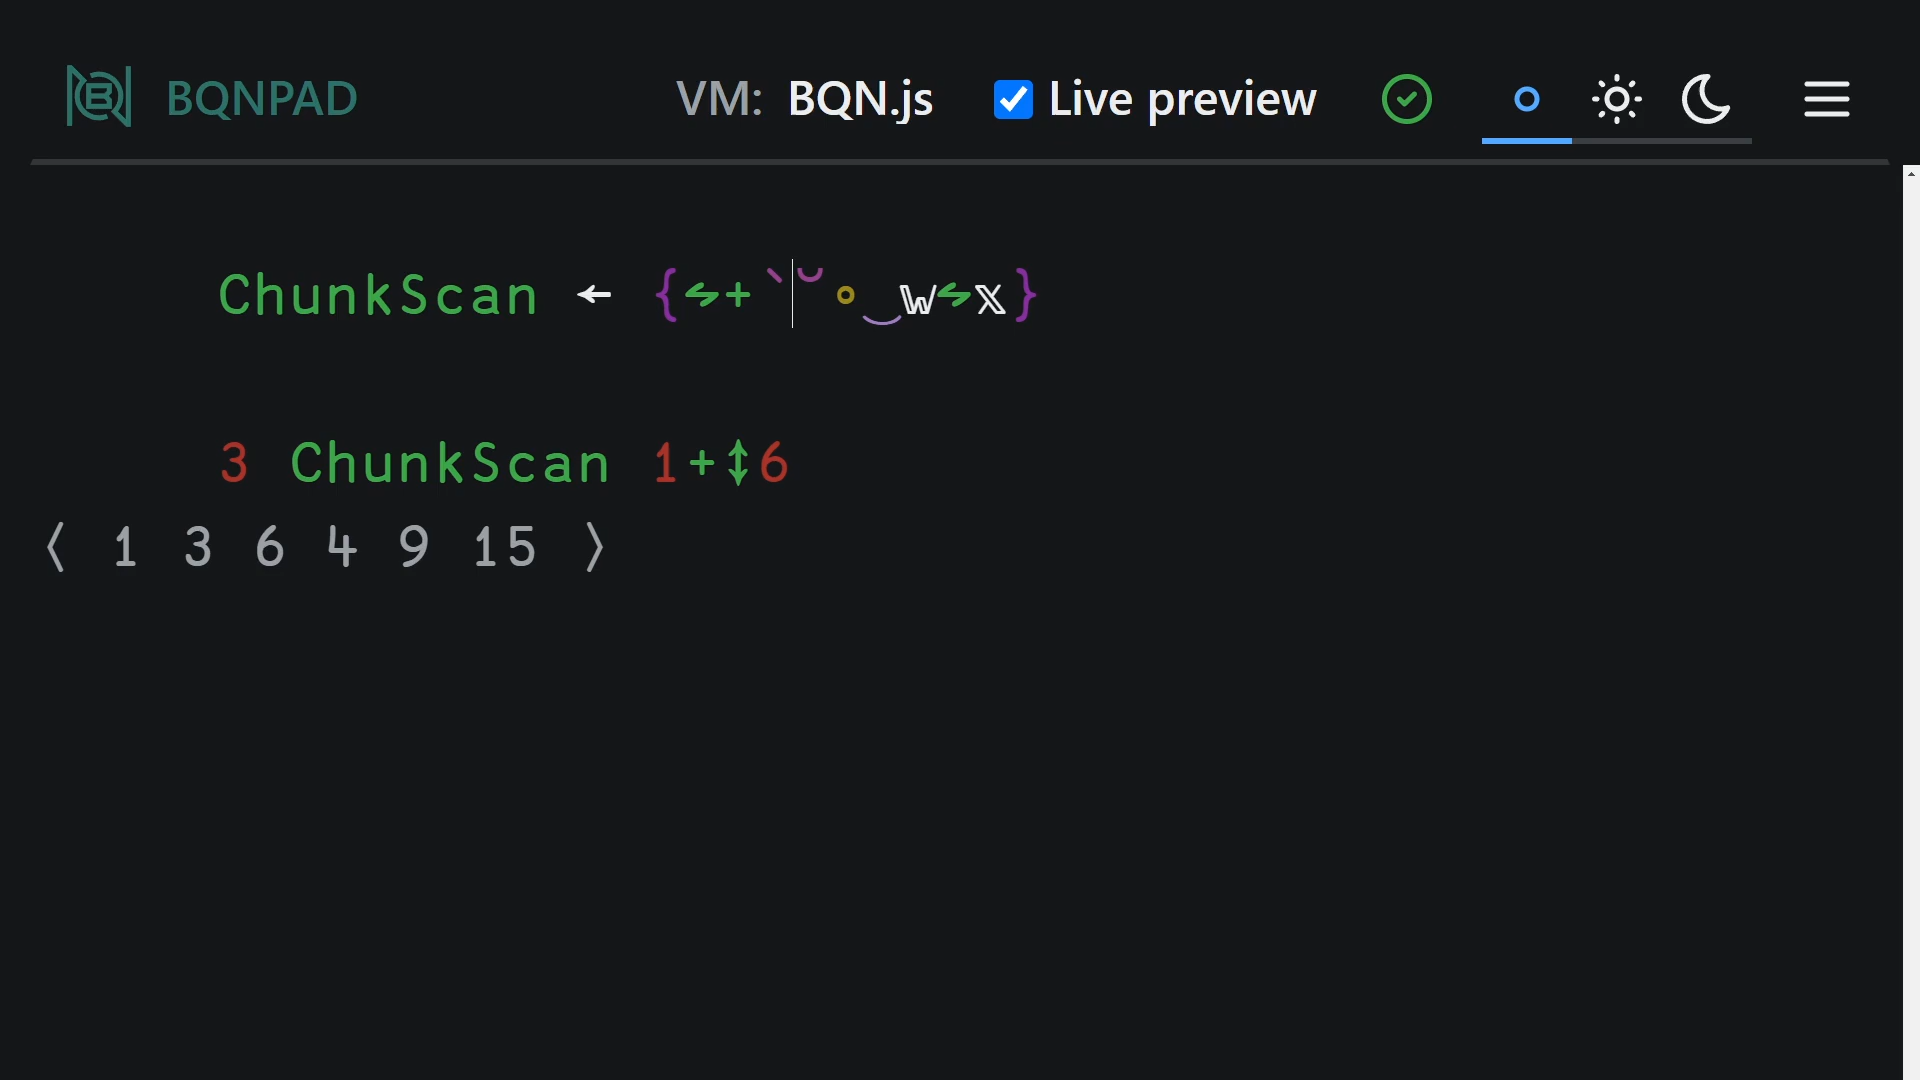 BQNPAD VM: BQN.js Live preview
ChunkScan ← {⥊+`˘∘‿𝕨⥊𝕩}
3 ChunkScan 1+↕6
⟨ 1 3 6 4 9 15 ⟩